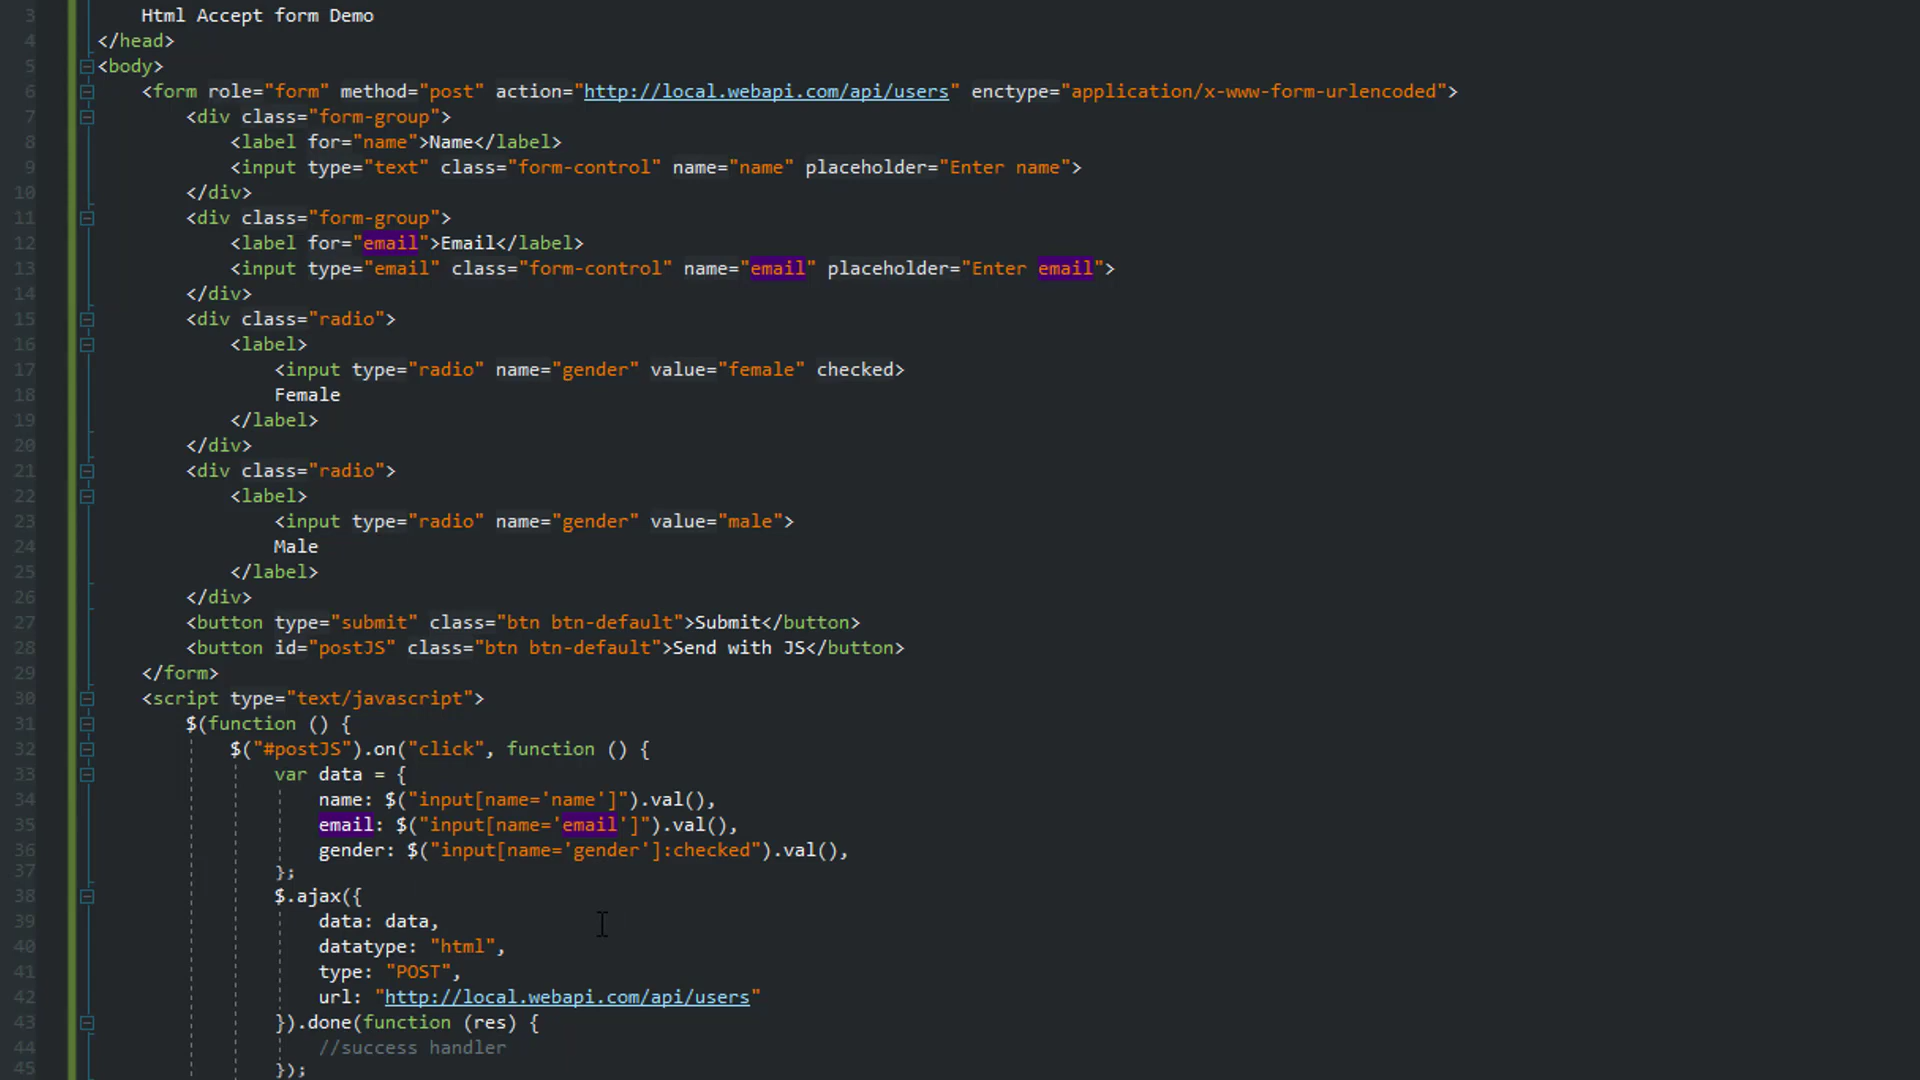 3 Html Accept form Demo
4 </head>
5 <body>
6 <form role="form" method="post" action="http://local.webapi.com/api/users" enctype="application/x-www-form-urlencoded">
7 <div class="form-group">
8 <label for="name">Name</label>
9 <input type="text" class="form-control" name="name" placeholder="Enter name">
10 </div>
11 <div class="form-group">
12 <label for="email">Email</label>
13 <input type="email" class="form-control" name="email" placeholder="Enter email">
14 </div>
15 <div class="radio">
16 <label>
17 <input type="radio" name="gender" value="female" checked>
18 Female
19 </label>
20 </div>
21 <div class="radio">
22 <label>
23 <input type="radio" name="gender" value="male">
24 Male
25 </label>
26 </div>
27 <button type="submit" class="btn btn-default">Submit</button>
28 <button id="postJS" class="btn btn-default">Send with JS</button>
29 </form>
30 <script type="text/javascript">
31 $(function () {
32 $("#postJS").on("click", function () {
33 var data = {
34 name: $("input[name='name']").val(),
35 email: $("input[name='email']").val(),
36 gender: $("input[name='gender']:checked").val(),
37 };
38 $.ajax({
39 data: data,
40 datatype: "html",
41 type: "POST",
42 url: "http://local.webapi.com/api/users"
43 }).done(function (res) {
44 //success handler
45 });